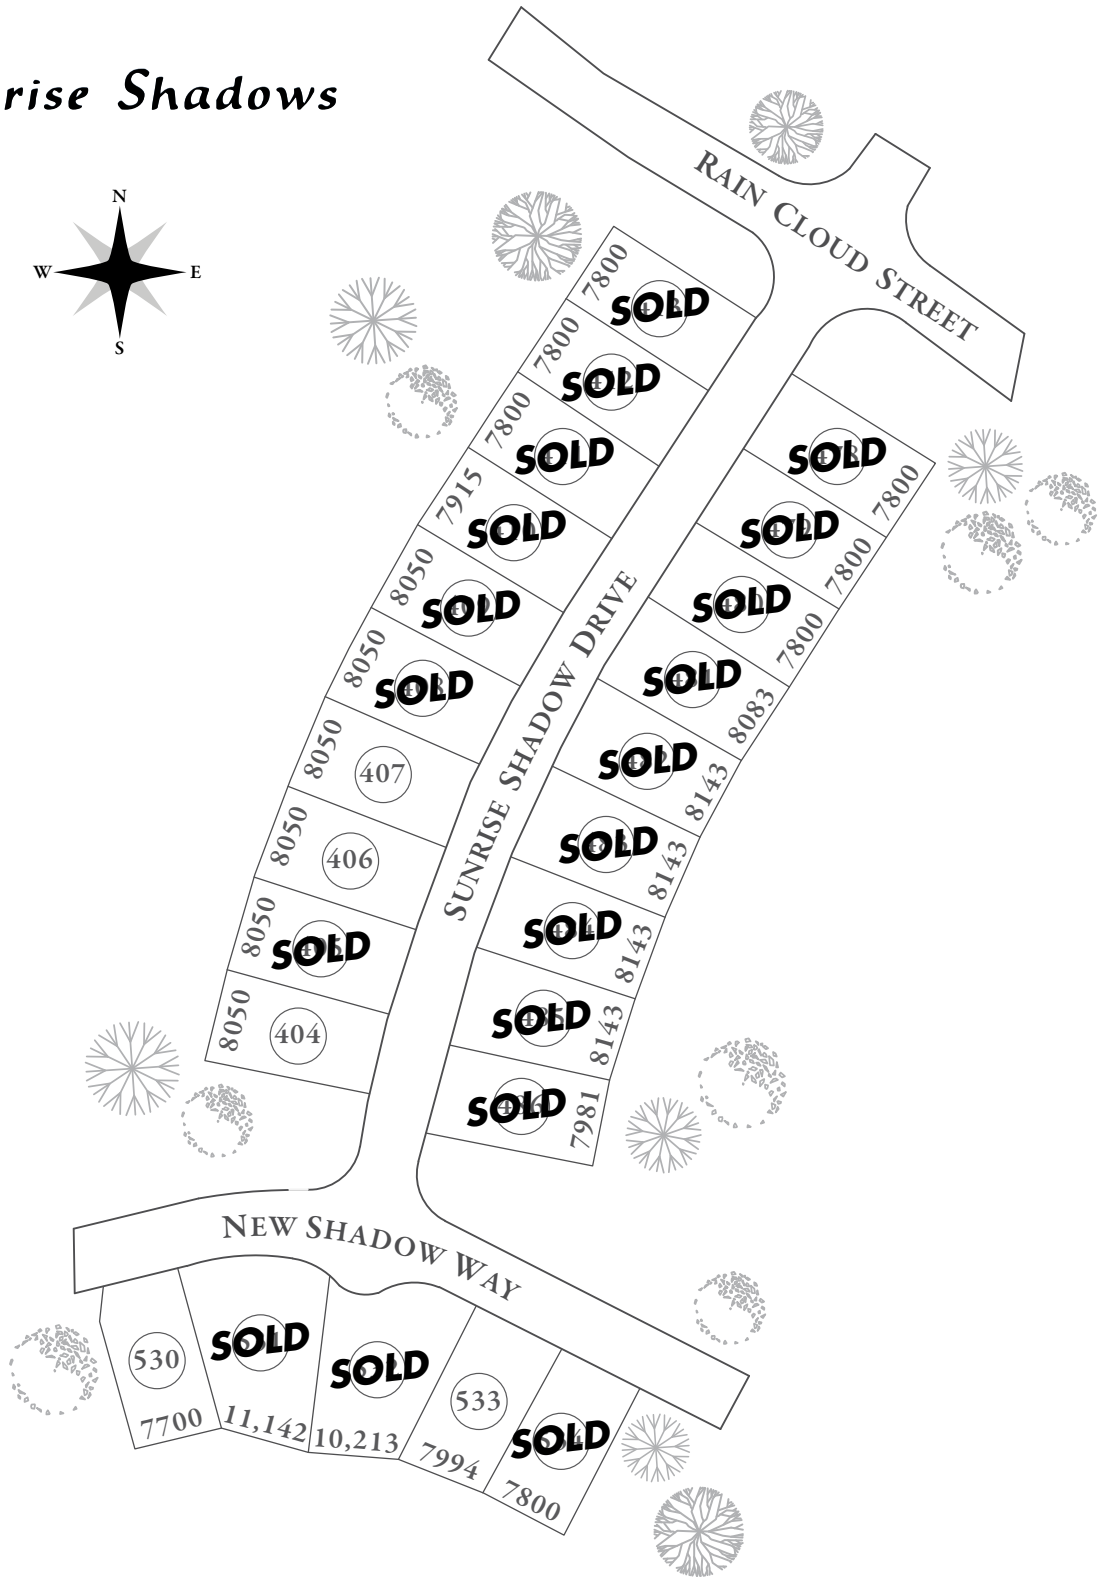 rise Shadows
N
W E
S
RAIN CLOUD STREET
7800
SOLD
7800
SOLD
7800
SOLD
7915
SOLD
8050
SOLD
8050
SOLD
8050
407
8050
406
8050
SOLD
8050
404
SUNRISE SHADOW DRIVE
SOLD
7800
SOLD
7800
SOLD
7800
SOLD
8083
SOLD
8143
SOLD
8143
SOLD
8143
SOLD
8143
SOLD
7981
NEW SHADOW WAY
530
7700
SOLD
11,142
SOLD
10,213
533
7994
SOLD
7800